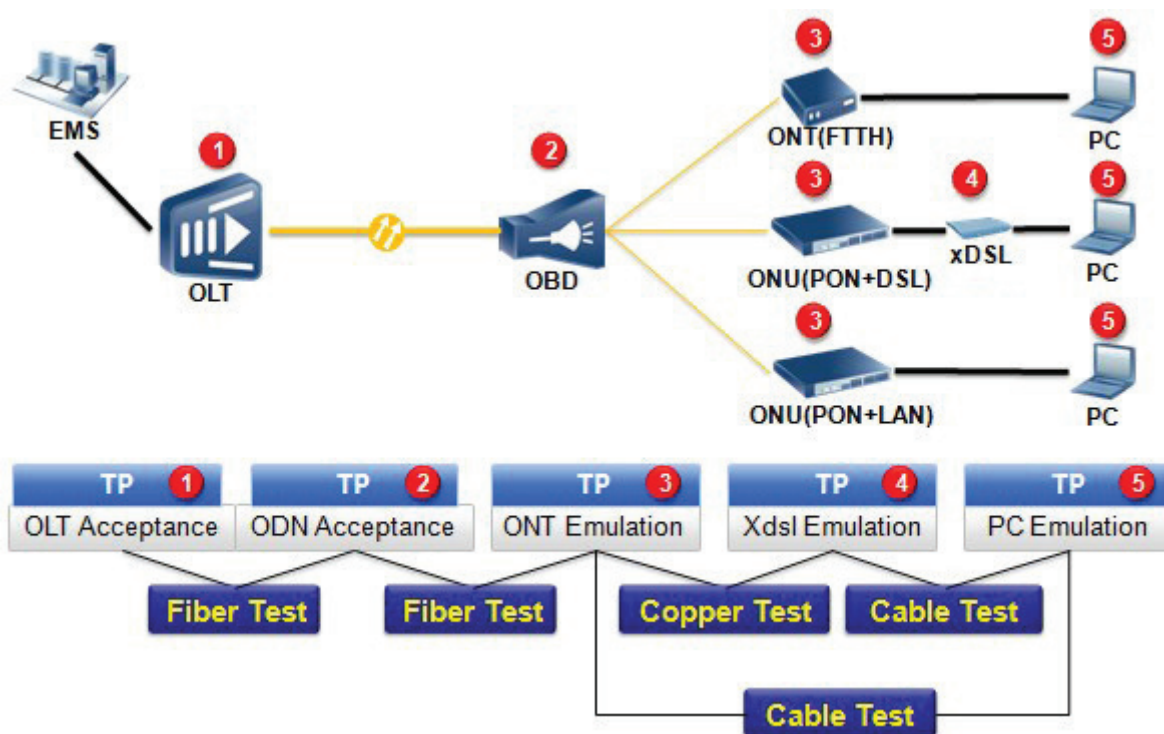 3
5
EMS
1
2
ONT(FTTH)
PC
3
4
5
OLT
OBD
ONU(PON+DSL)
xDSL
PC
3
5
ONU(PON+LAN)
PC
TP 1
TP 2
TP 3
TP 4
TP 5
OLT Acceptance
ODN Acceptance
ONT Emulation
Xdsl Emulation
PC Emulation
Fiber Test
Fiber Test
Copper Test
Cable Test
Cable Test